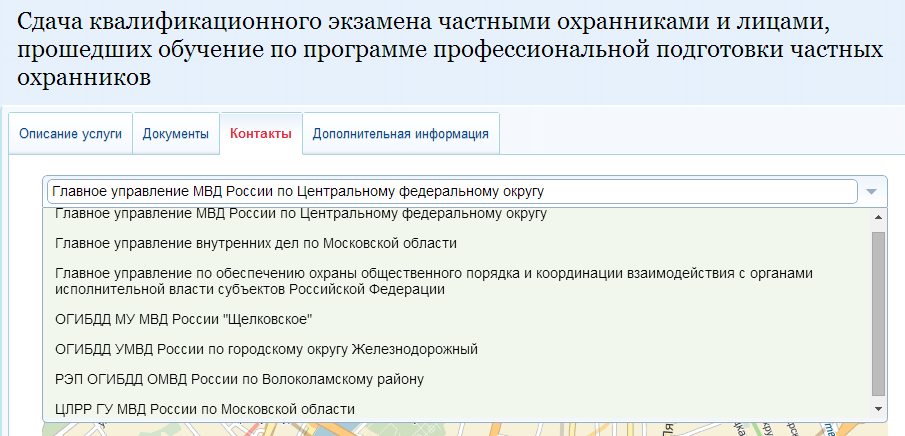 Сдача квалификационного экзамена частными охранниками и лицами,
прошедших обучение по программе профессиональной подготовки частных
охранников
Описание услуги
Документы
Контакты
Дополнительная информация
Главное управление МВД России по Центральному федеральному округу
Главное управление МВД России по Центральному федеральному округу
Главное управление внутренних дел по Московской области
Главное управление по обеспечению охраны общественного порядка и координации взаимодействия с органами
исполнительной власти субъектов Российской Федерации
ОГИБДД МУ МВД России "Щелковское"
ОГИБДД УМВД России по городскому округу Железнодорожный
РЭП ОГИБДД ОМВД России по Волоколамскому району
ЦЛРР ГУ МВД России по Московской области